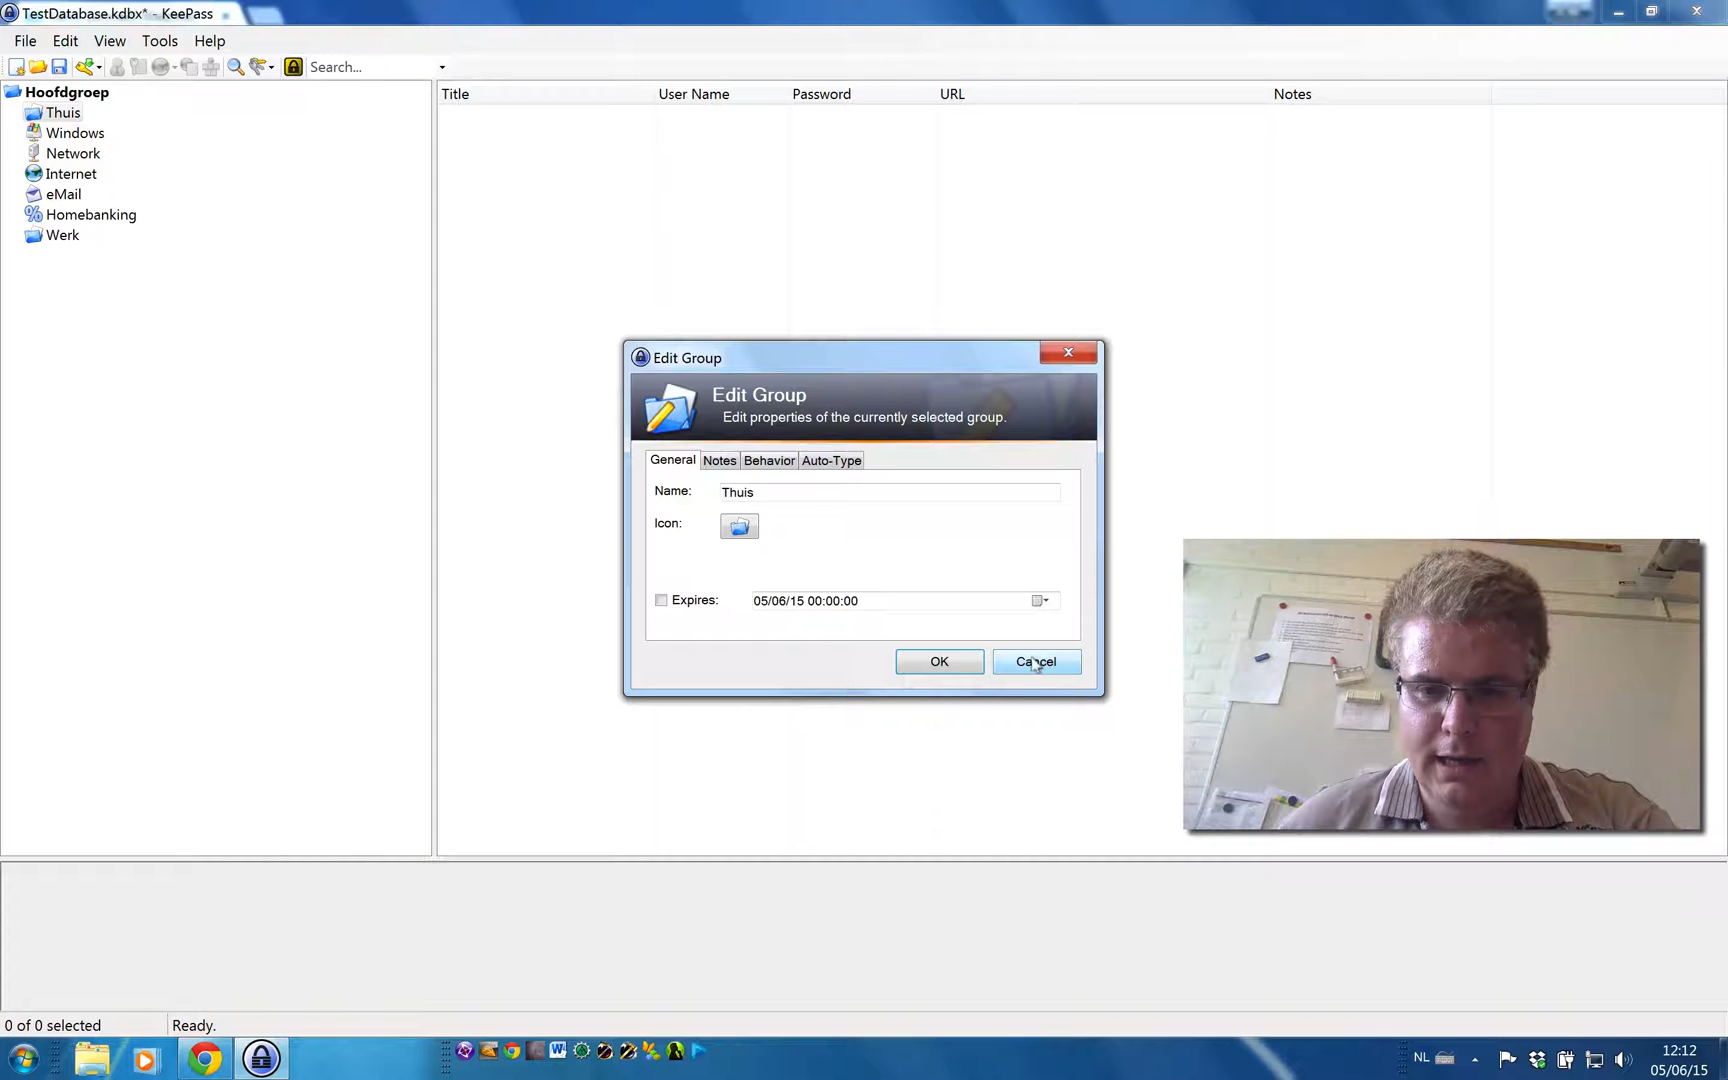 TestDatabase.kdbx* - KeePass
File Edit View Tools Help
Search...
Hoofdgroep
Thuis
Windows
Network
Internet
eMail
Homebanking
Werk
Title User Name Password URL Notes
Edit Group
Edit Group
Edit properties of the currently selected group.
General Notes Behavior Auto-Type
Name: Thuis
Icon:
Expires: 05/06/15 00:00:00
OK Cancel
0 of 0 selected Ready.
NL 12:12
05/06/15